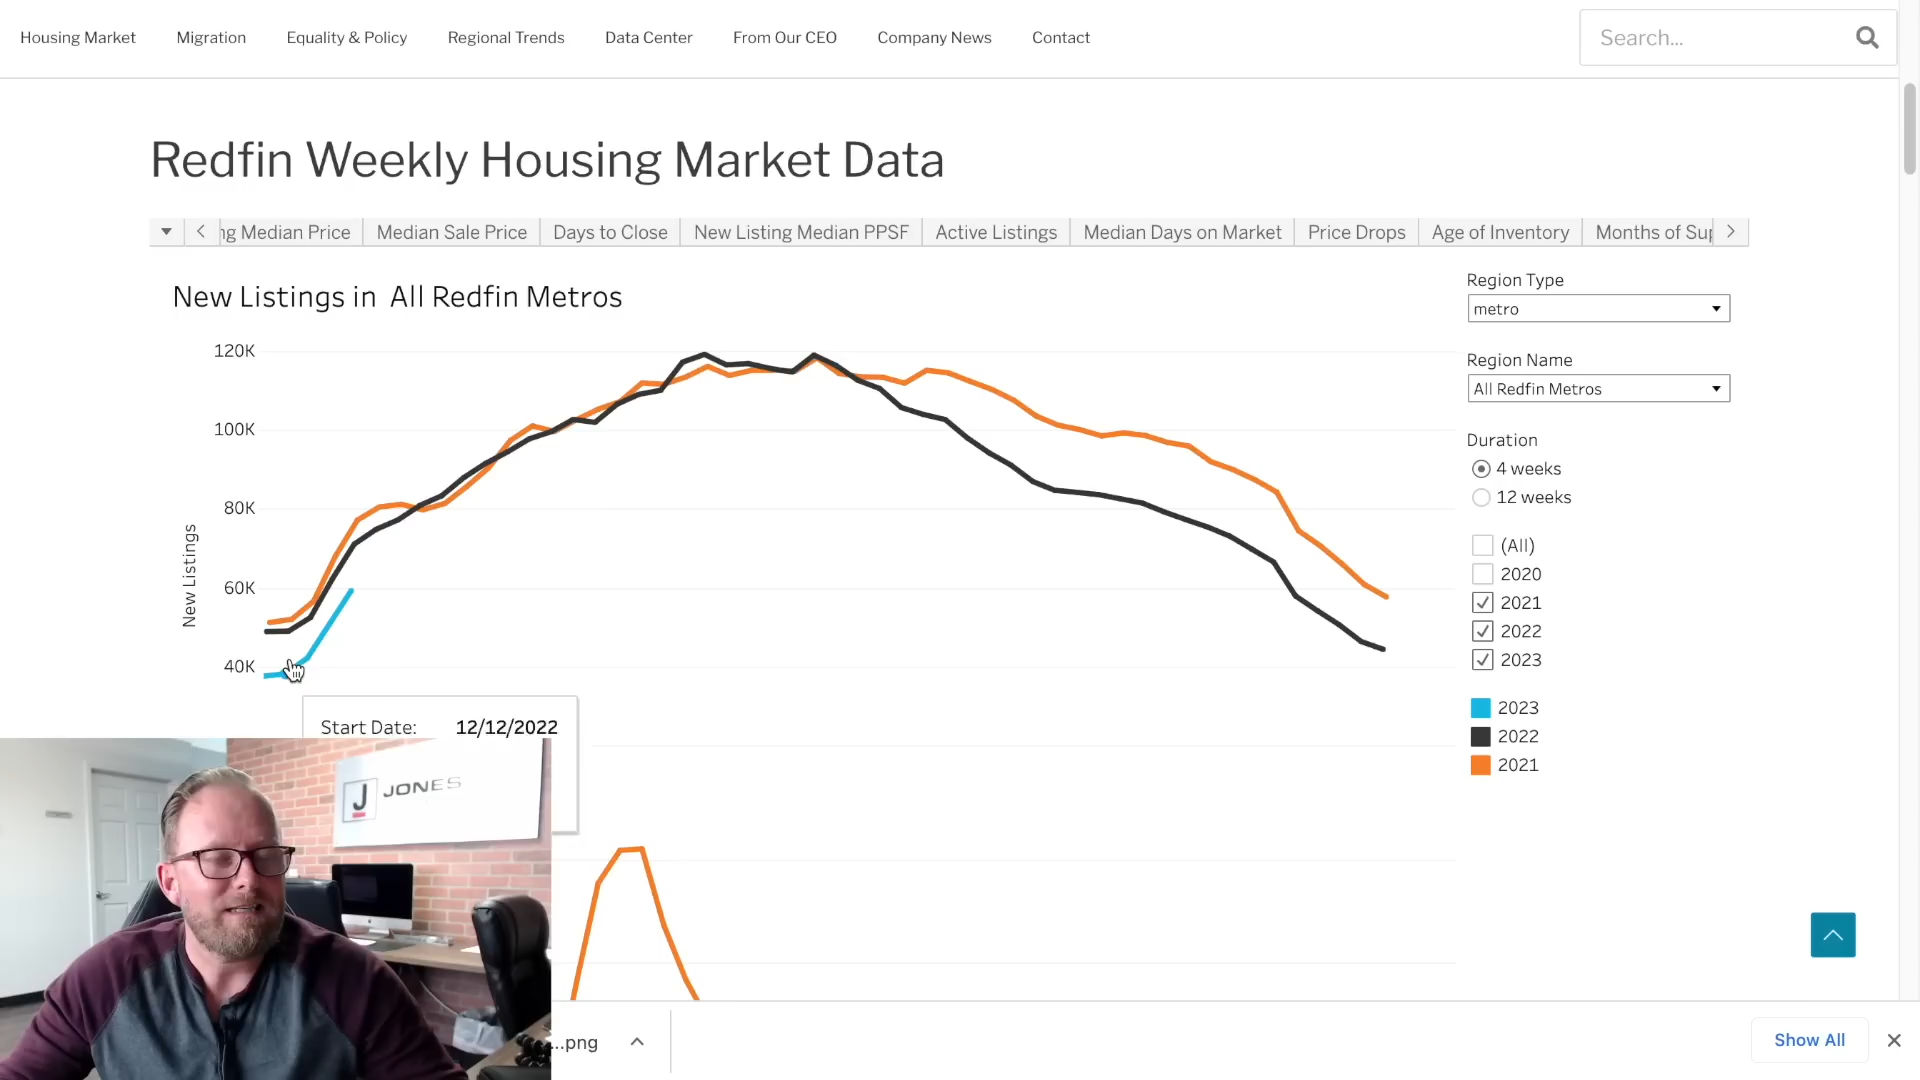 Housing Market Migration Equality & Policy Regional Trends Data Center From Our CEO Company News Contact Search...
Redfin Weekly Housing Market Data
ng Median Price Median Sale Price Days to Close New Listing Median PPSF Active Listings Median Days on Market Price Drops Age of Inventory Months of Sup
New Listings in All Redfin Metros
120K
100K
80K
60K
40K
New Listings
Region Type
metro
Region Name
All Redfin Metros
Duration
4 weeks
12 weeks
(All)
2020
2021
2022
2023
2023
2022
2021
Start Date: 12/12/2022
J JONES
...png
Show All